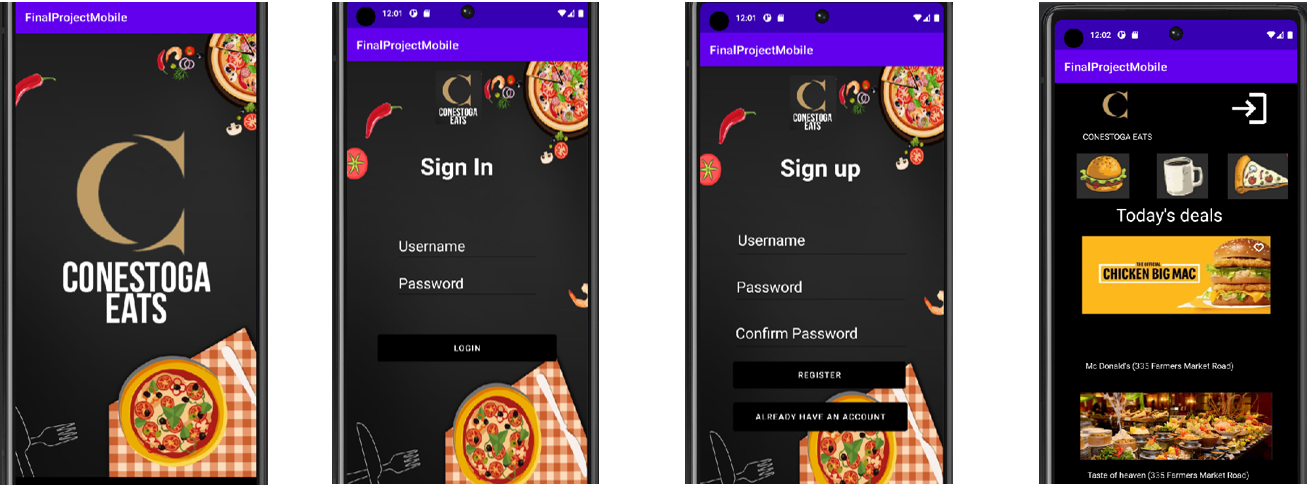 FinalProjectMobile
CONESTOGA
EATS
12:01
FinalProjectMobile
CONESTOGA
EATS
Sign In
Username
Password
LOGIN
12:01
FinalProjectMobile
CONESTOGA
EATS
Sign up
Username
Password
Confirm Password
REGISTER
ALREADY HAVE AN ACCOUNT
12:02
FinalProjectMobile
CONESTOGA EATS
Today's deals
THE OFFICIAL
CHICKEN BIG MAC
Mc Donald's (335 Farmers Market Road)
Taste of heaven (335 Farmers Market Road)